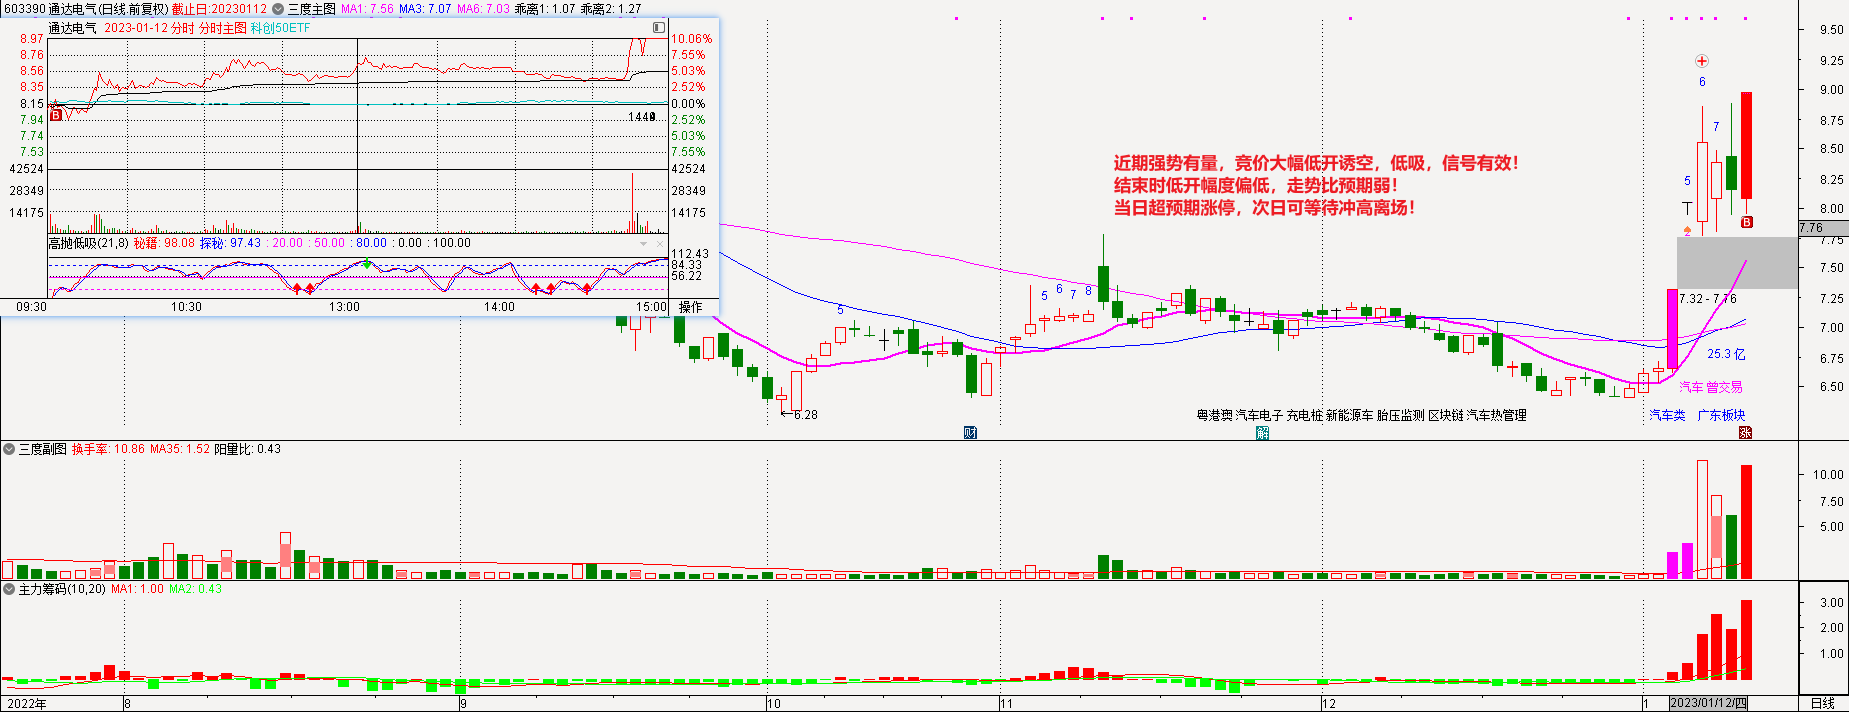 603390 通达电气(日线.前复权) 截止日:20230112 三度主图 MA1: 7.56 MA3: 7.07 MA6: 7.03 乖离1: 1.07 乖离2: 1.27
通达电气 2023-01-12 分时 分时主图 科创50ETF
8.97 10.06%
8.76 7.55%
8.56 5.03%
8.35 2.52%
8.15 0.00%
B
7.94 2.52%
7.74 5.03%
7.53 7.55%
42524 42524
28349 28349
14175 14175
高抛低吸(21,8) 秘籍: 98.08 探秘: 97.43 : 20.00 : 50.00 : 80.00 : 0.00 : 100.00
112.43
84.33
56.22
09:30 10:30 13:00 14:00 15:00 操作
近期强势有量，竞价大幅低开诱空，低吸，信号有效！
结束时低开幅度偏低，走势比预期弱！
当日超预期涨停，次日可等待冲高离场！
9.50
9.25
9.00
8.75
8.50
8.25
8.00
7.76
7.75
7.50
7.25
7.00
6.75
6.50
6
7
5
2
B
5
5 6 7 8
7.32 - 7.76
25.3 亿
汽车 曾交易
←6.28
粤港澳 汽车电子 充电桩 新能源车 胎压监测 区块链 汽车热管理
汽车类 广东板块
财 解 涨
三度副图 换手率: 10.86 MA35: 1.52 阳量比: 0.43
10.00
7.50
5.00
主力筹码(10,20) MA1: 1.00 MA2: 0.43
3.00
2.00
1.00
2022年 8 9 10 11 12 1 2023/01/12/四 日线